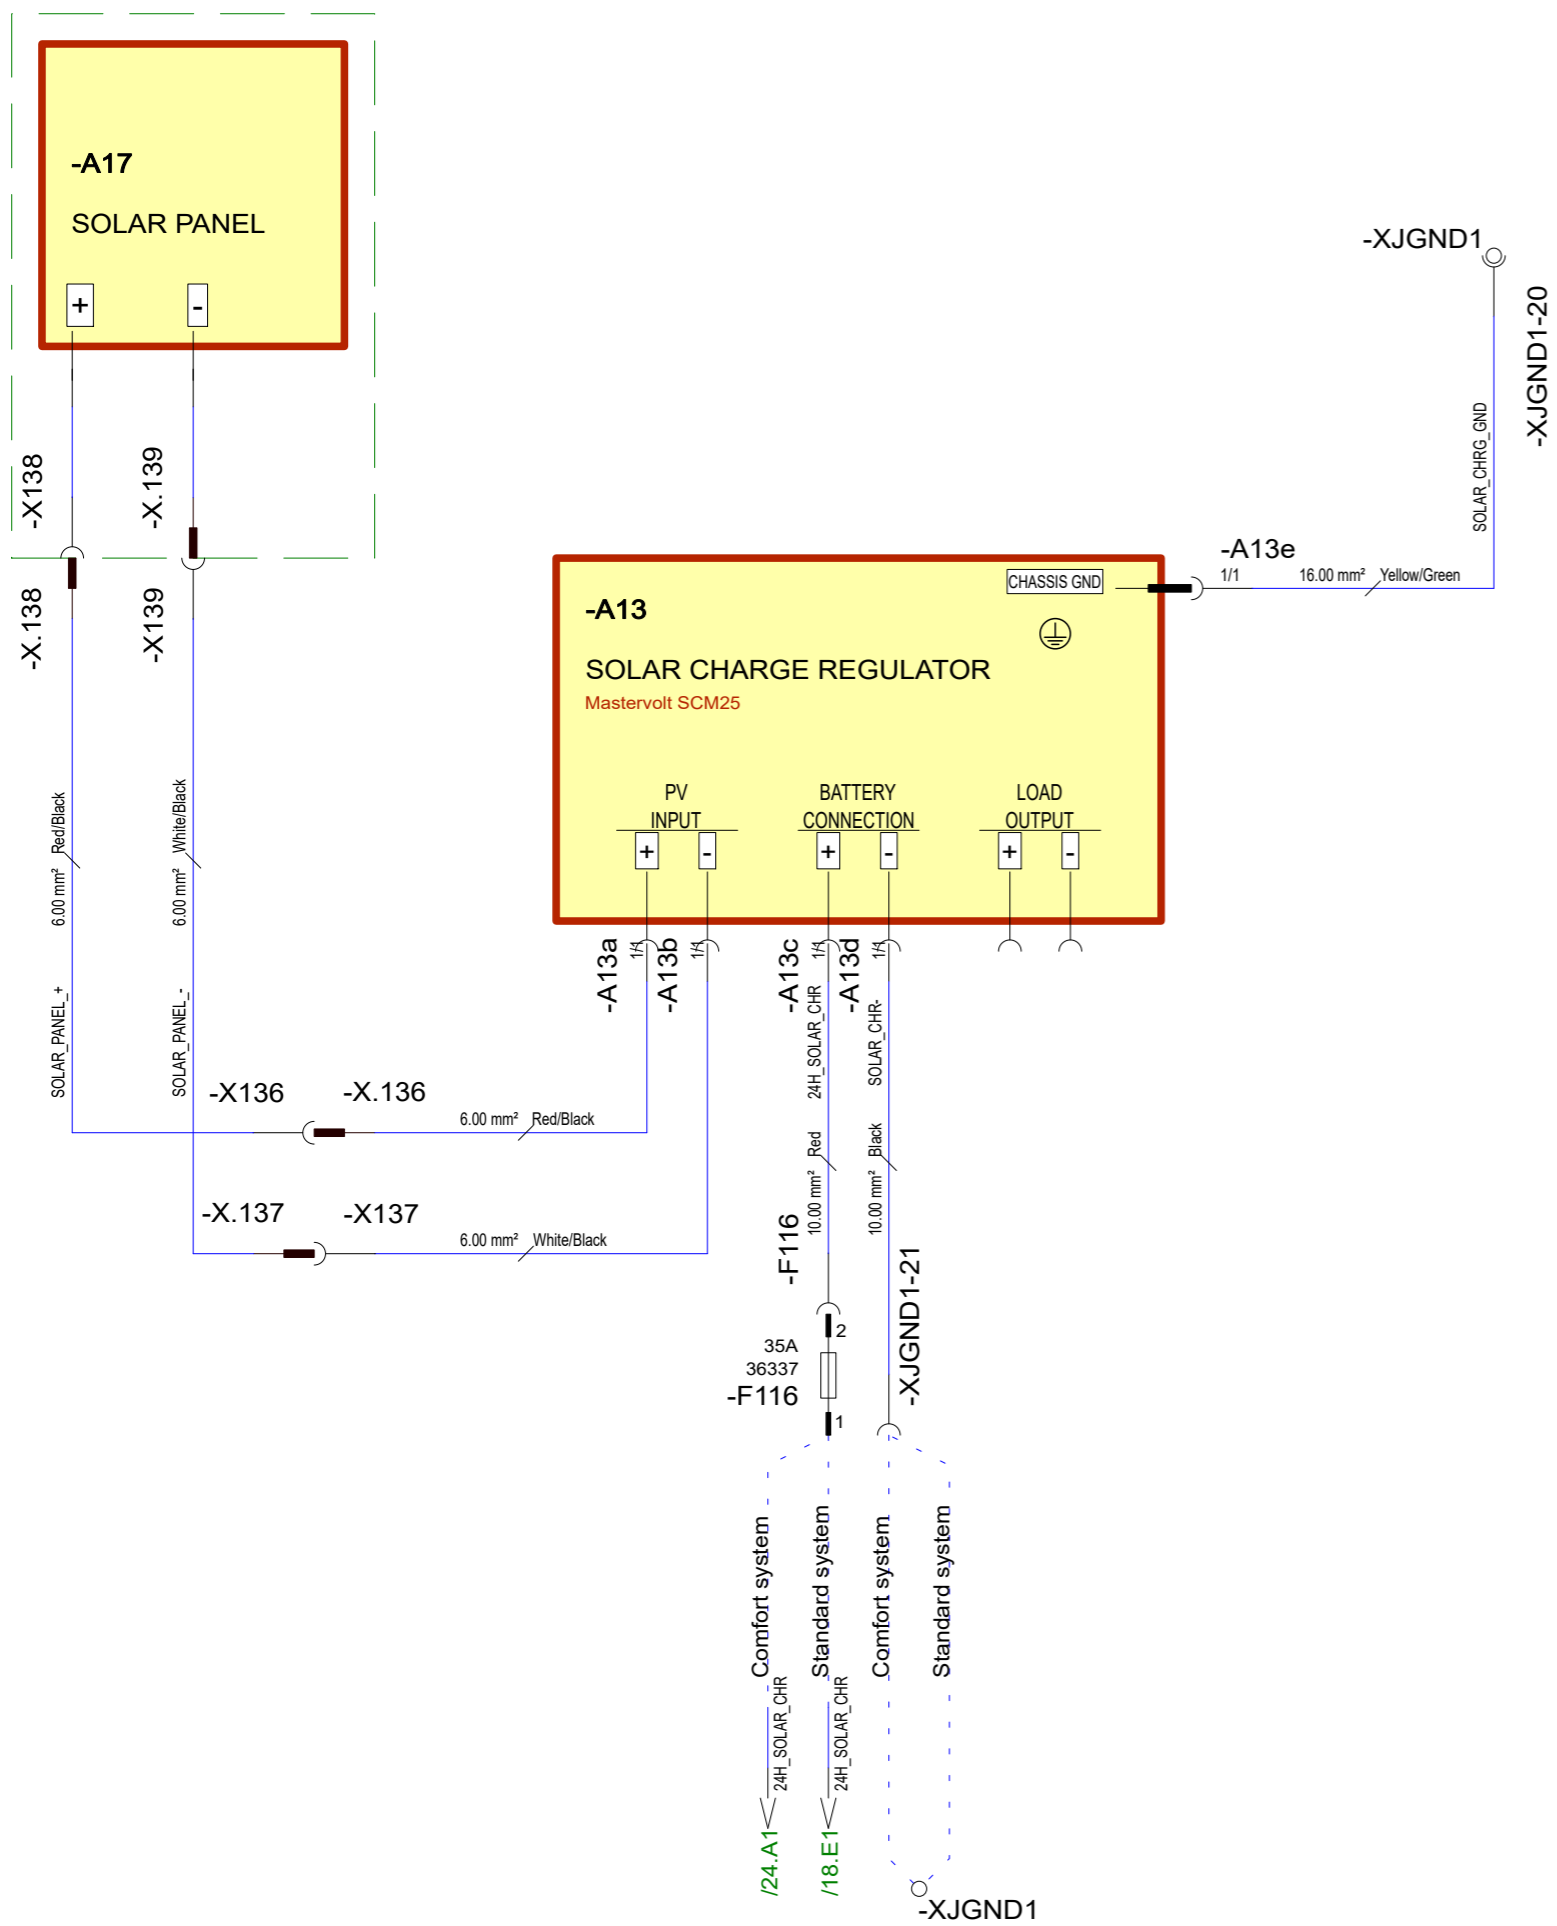 -A17
SOLAR PANEL
+
-
-X138
-X.139
-X.138
-X139
6.00 mm² Red/Black
6.00 mm² White/Black
SOLAR_PANEL_+
SOLAR_PANEL_-
-XJGND1
-XJGND1-20
SOLAR_CHRG_GND
-A13e
1/1
16.00 mm² Yellow/Green
CHASSIS GND
-A13
SOLAR CHARGE REGULATOR
Mastervolt SCM25
PV
INPUT
BATTERY
CONNECTION
LOAD
OUTPUT
+
-
+
-
+
-
-A13a
1/1
-A13b
1/1
-A13c
1/1
-A13d
1/1
24H_SOLAR_CHR
SOLAR_CHR-
-X136
-X.136
6.00 mm² Red/Black
-X.137
-X137
6.00 mm² White/Black
10.00 mm² Red
10.00 mm² Black
-F116
-XJGND1-21
2
35A
36337
-F116
1
Comfort system
Standard system
Comfort system
Standard system
24H_SOLAR_CHR
24H_SOLAR_CHR
/24.A1
/18.E1
-XJGND1